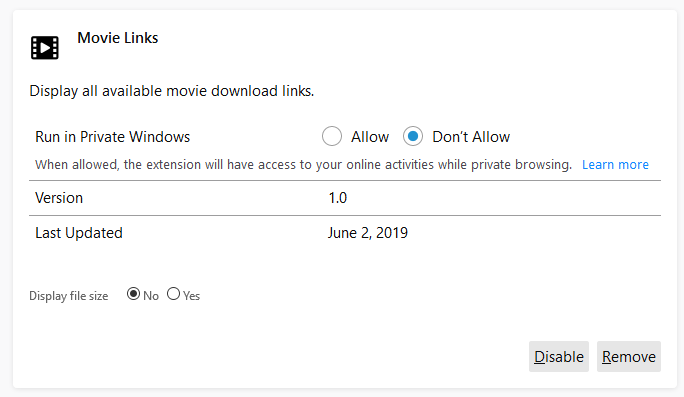 Movie Links
Display all available movie download links.
Run in Private Windows Allow Don't Allow
When allowed, the extension will have access to your online activities while private browsing. Learn more
Version 1.0
Last Updated June 2, 2019
Display file size No Yes
Disable Remove